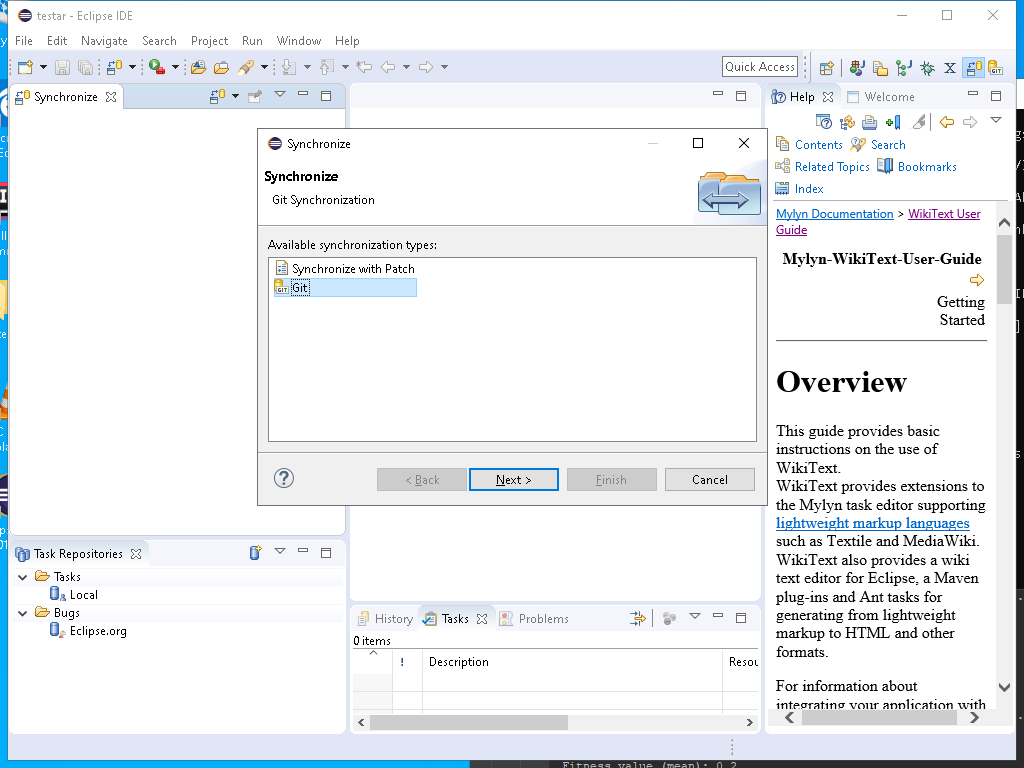 testar - Eclipse IDE
File Edit Navigate Search Project Run Window Help
Quick Access
Synchronize
Help Welcome
Contents Search
Related Topics Bookmarks
Index
Mylyn Documentation > WikiText User
Guide
Mylyn-WikiText-User-Guide
Getting
Started
Overview
This guide provides basic
instructions on the use of
WikiText.
WikiText provides extensions to
the Mylyn task editor supporting
lightweight markup languages
such as Textile and MediaWiki.
WikiText also provides a wiki
text editor for Eclipse, a Maven
plug-ins and Ant tasks for
generating from lightweight
markup to HTML and other
formats.
For information about
integrating your application with
Synchronize
Synchronize
Git Synchronization
Available synchronization types:
Synchronize with Patch
GIT Git
< Back Next > Finish Cancel
Task Repositories
Tasks
Local
Bugs
Eclipse.org
History Tasks Problems
0 items
! Description Resou
Fitness value (mean): 0.2